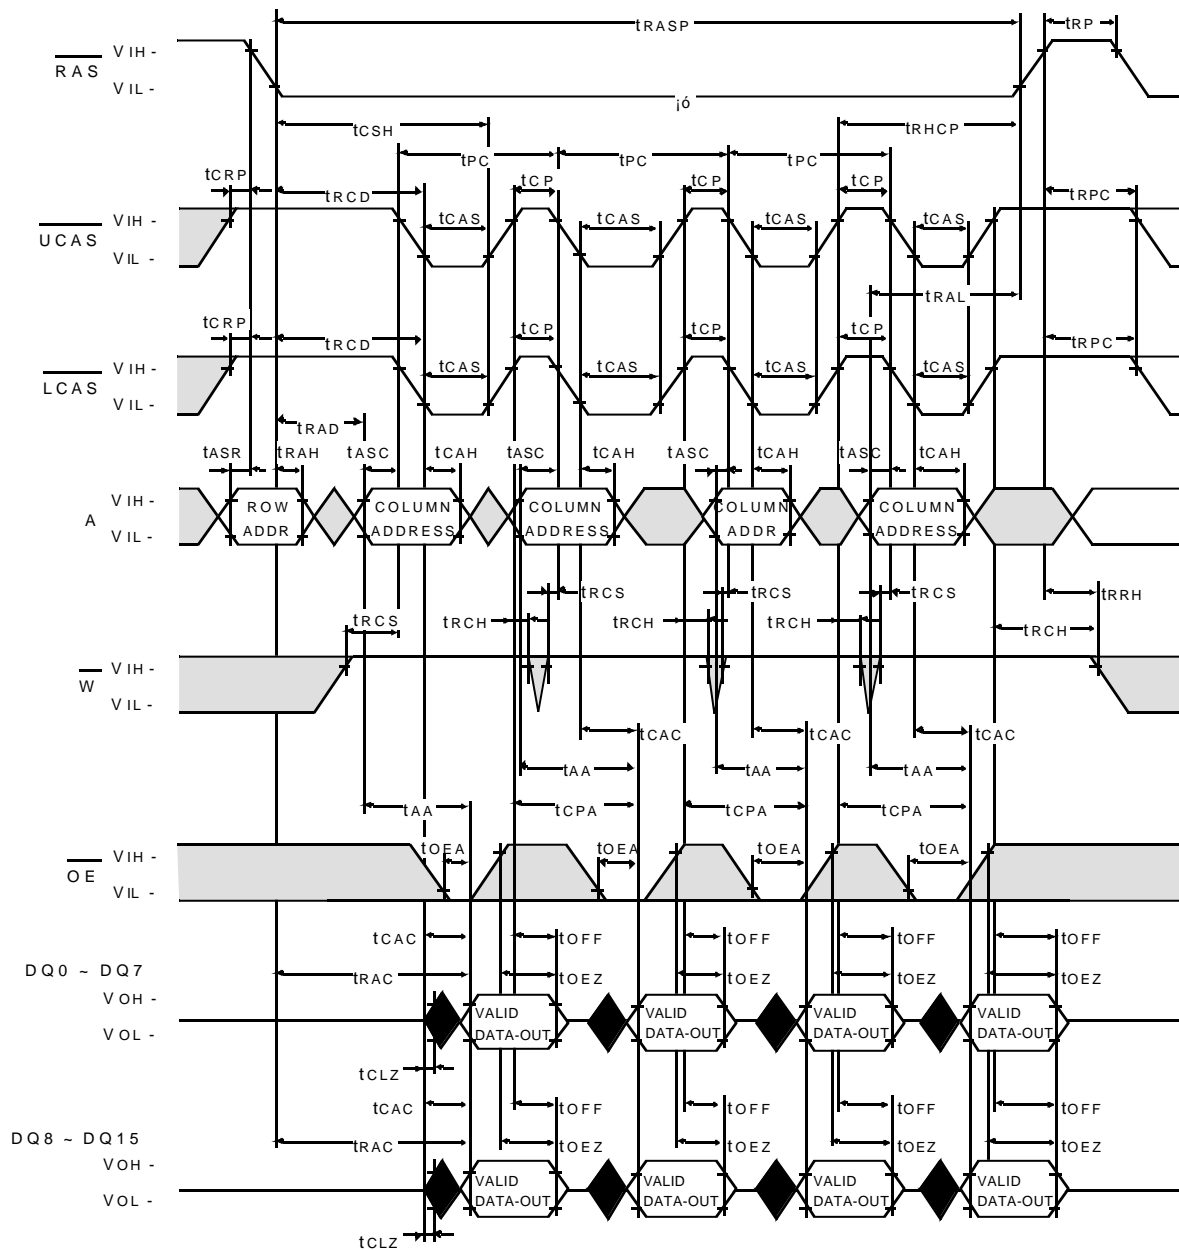 tRASP tRP
RAS VIH -
VIL -
¡ó
tCSH tRHCP
tPC tPC tPC
tCRP tRCD tCP tCP tCP tRPC
UCAS VIH -
VIL -
tCAS tCAS tCAS tCAS
tRAL
tCRP tRCD tCP tCP tCP tRPC
LCAS VIH -
VIL -
tCAS tCAS tCAS tCAS
tRAD
tASR tRAH tASC tCAH tASC tCAH tASC tCAH tASC tCAH
A VIH -
VIL -
ROW ADDR
COLUMN ADDRESS
COLUMN ADDRESS
COLUMN ADDR
COLUMN ADDRESS
tRCS tRCS tRCS tRRH
tRCS tRCH tRCH tRCH tRCH
W VIH -
VIL -
tCAC tCAC tCAC
tAA tAA tAA
tAA tCPA tCPA tCPA
OE VIH -
VIL -
tOEA tOEA tOEA tOEA
tCAC tOFF tOFF tOFF tOFF
DQ0 ~ DQ7
tRAC tOEZ tOEZ tOEZ tOEZ
VOH -
VOL -
VALID DATA-OUT
VALID DATA-OUT
VALID DATA-OUT
VALID DATA-OUT
tCLZ
tCAC tOFF tOFF tOFF tOFF
DQ8 ~ DQ15
tRAC tOEZ tOEZ tOEZ tOEZ
VOH -
VOL -
VALID DATA-OUT
VALID DATA-OUT
VALID DATA-OUT
VALID DATA-OUT
tCLZ